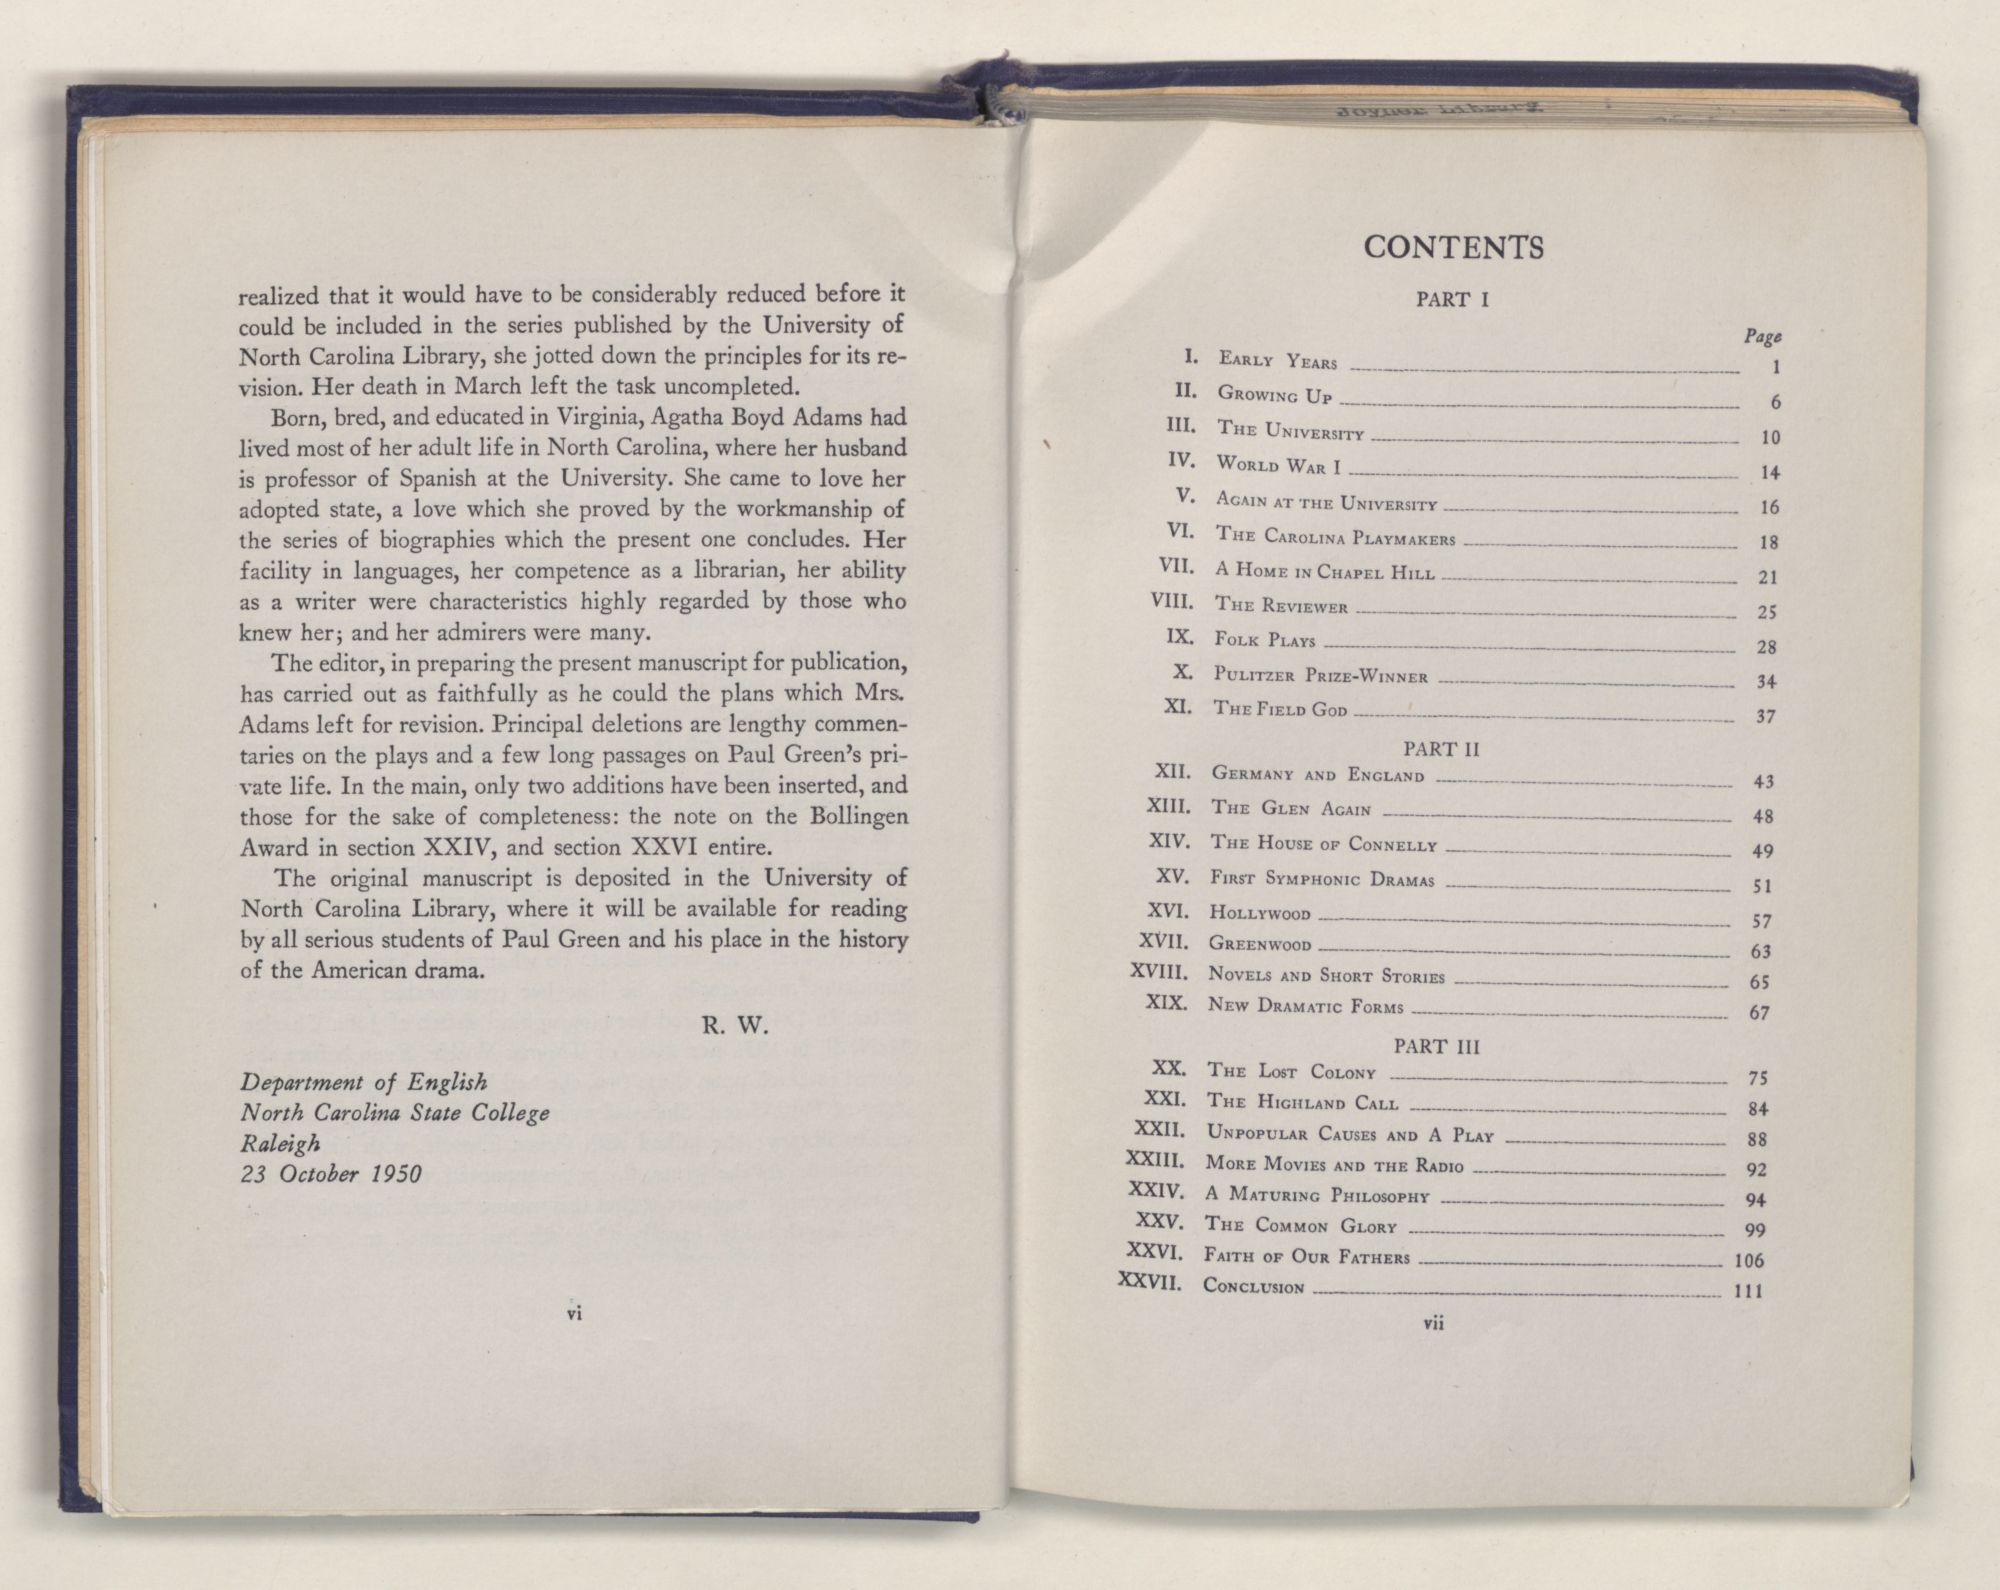 realized that it would have to be considerably reduced before it
could be included in the series published by the University of
North Carolina Library, she jotted down the principles for its re-
vision. Her death in March left the task uncompleted.
Born, bred, and educated in Virginia, Agatha Boyd Adams had
lived most of her adult life in North Carolina, where her husband
is professor of Spanish at the University. She came to love her
adopted state, a love which she proved by the workmanship of
the series of biographies which the present one concludes. Her
facility in languages, her competence as a librarian, her ability
as a writer were characteristics highly regarded by those who
knew her; and her admirers were many.
The editor, in preparing the present manuscript for publication,
has carried out as faithfully as he could the plans which Mrs.
Adams left for revision. Principal deletions are lengthy commen-
taries on the plays and a few long passages on Paul Green's pri-
vate life. In the main, only two additions have been inserted, and
those for the sake of completeness: the note on the Bollingen
Award in section XXIV, and section XXVI entire.
The original manuscript is deposited in the University of
North Carolina Library, where it will be available for reading
by all serious students of Paul Green and his place in the history
of the American drama.
R. W.
Department of English
North Carolina State College
Raleigh
23 October 1950
vi
Joyner Library
CONTENTS
PART I
Page
I. Early Years 1
II. Growing Up 6
III. The University 10
IV. World War I 14
V. Again at the University 16
VI. The Carolina Playmakers 18
VII. A Home in Chapel Hill 21
VIII. The Reviewer 25
IX. Folk Plays 28
X. Pulitzer Prize-Winner 34
XI. The Field God 37
PART II
XII. Germany and England 43
XIII. The Glen Again 48
XIV. The House of Connelly 49
XV. First Symphonic Dramas 51
XVI. Hollywood 57
XVII. Greenwood 63
XVIII. Novels and Short Stories 65
XIX. New Dramatic Forms 67
PART III
XX. The Lost Colony 75
XXI. The Highland Call 84
XXII. Unpopular Causes and A Play 88
XXIII. More Movies and the Radio 92
XXIV. A Maturing Philosophy 94
XXV. The Common Glory 99
XXVI. Faith of Our Fathers 106
XXVII. Conclusion 111
vii